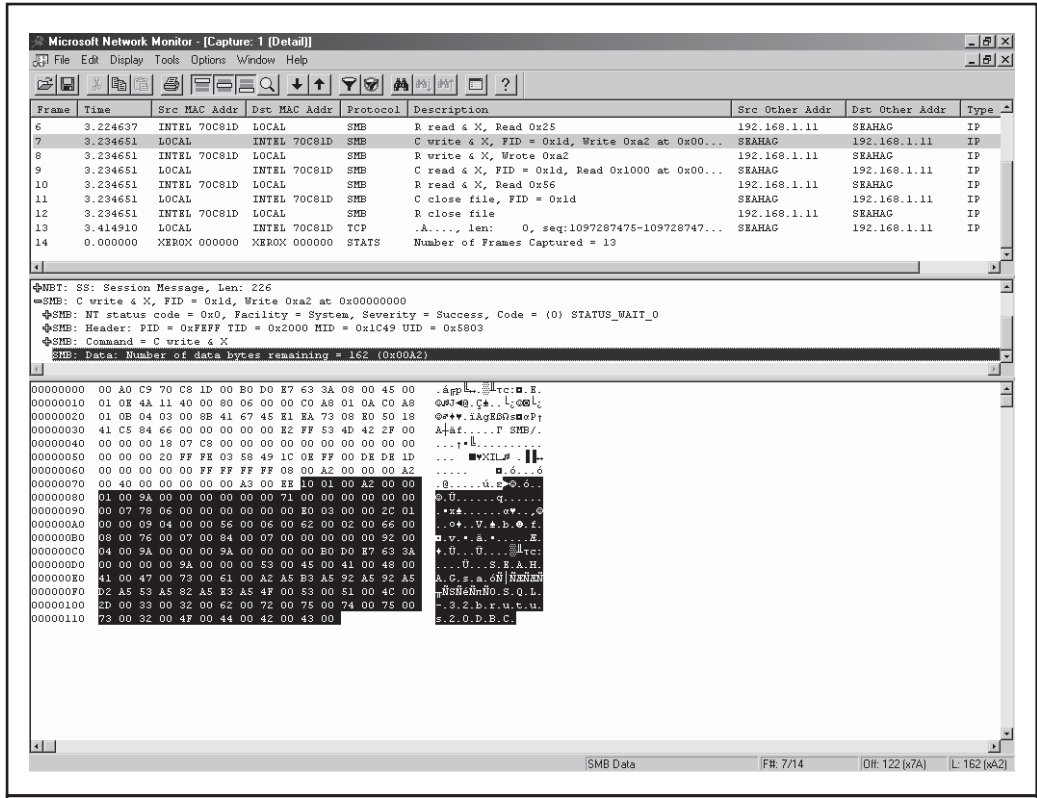 Microsoft Network Monitor - [Capture: 1 (Detail)]
File Edit Display Tools Options Window Help
Frame Time Src MAC Addr Dst MAC Addr Protocol Description Src Other Addr Dst Other Addr Type
6 3.224637 INTEL 70C81D LOCAL SMB R read & X, Read 0x25 192.168.1.11 SEAHAG IP
7 3.234651 LOCAL INTEL 70C81D SMB C write & X, FID = 0x1d, Write 0xa2 at 0x00... SEAHAG 192.168.1.11 IP
8 3.234651 INTEL 70C81D LOCAL SMB R write & X, Wrote 0xa2 192.168.1.11 SEAHAG IP
9 3.234651 LOCAL INTEL 70C81D SMB C read & X, FID = 0x1d, Read 0x1000 at 0x00... SEAHAG 192.168.1.11 IP
10 3.234651 INTEL 70C81D LOCAL SMB R read & X, Read 0x56 192.168.1.11 SEAHAG IP
11 3.234651 LOCAL INTEL 70C81D SMB C close file, FID = 0x1d SEAHAG 192.168.1.11 IP
12 3.234651 INTEL 70C81D LOCAL SMB R close file 192.168.1.11 SEAHAG IP
13 3.414910 LOCAL INTEL 70C81D TCP .A...., len: 0, seq:1097287475-109728747... SEAHAG 192.168.1.11 IP
14 0.000000 XEROX 000000 XEROX 000000 STATS Number of Frames Captured = 13
NBT: SS: Session Message, Len: 226
SMB: C write & X, FID = 0x1d, Write 0xa2 at 0x00000000
SMB: NT status code = 0x0, Facility = System, Severity = Success, Code = (0) STATUS_WAIT_0
SMB: Header: PID = 0xFEFF TID = 0x2000 MID = 0x1C49 UID = 0x5803
SMB: Command = C write & X
SMB: Data: Number of data bytes remaining = 162 (0x00A2)
00000000 00 A0 C9 70 C8 1D 00 B0 D0 E7 63 3A 08 00 45 00
00000010 01 0E 4A 11 40 00 80 06 00 00 C0 A8 01 0A C0 A8
00000020 01 0B 04 03 00 8B 41 67 45 E1 EA 73 08 E0 50 18
00000030 41 C5 84 66 00 00 00 00 00 E2 FF 53 4D 42 2F 00
00000040 00 00 00 18 07 C8 00 00 00 00 00 00 00 00 00 00
00000050 00 00 00 20 FF FE 03 58 49 1C 0E FF 00 DE DE 1D
00000060 00 00 00 00 00 FF FF FF FF 08 00 A2 00 00 00 A2
00000070 00 40 00 00 00 00 00 A3 00 EE 10 01 00 A2 00 00
00000080 01 00 9A 00 00 00 00 00 00 71 00 00 00 00 00 00
00000090 00 07 78 06 00 00 00 00 00 E0 03 00 00 2C 01
000000A0 00 00 09 04 00 00 56 00 06 00 62 00 02 00 66 00
000000B0 08 00 76 00 07 00 84 00 07 00 00 00 00 00 92 00
000000C0 04 00 9A 00 00 00 9A 00 00 00 00 B0 D0 E7 63 3A
000000D0 00 00 00 00 9A 00 00 00 00 53 00 45 00 41 00 48 00
000000E0 41 00 47 00 73 00 61 00 A2 A5 B3 A5 92 A5 92 A5
000000F0 D2 A5 53 A5 82 A5 E3 A5 4F 00 53 00 51 00 4C 00
00000100 2D 00 33 00 32 00 62 00 72 00 75 00 74 00 75 00
00000110 73 00 32 00 4F 00 44 00 42 00 43 00
SMB Data F#: 7/14 Off: 122 (x7A) L: 162 (xA2)